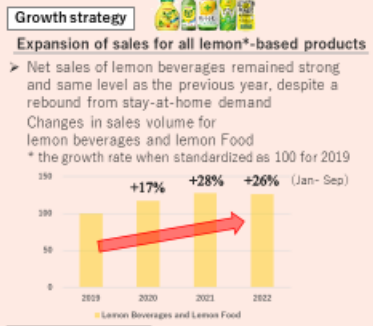 Growth strategy
Expansion of sales for all lemon*-based products
➤ Net sales of lemon beverages remained strong
and same level as the previous year, despite a
rebound from stay-at-home demand
Changes in sales volume for
lemon beverages and lemon Food
* the growth rate when standardized as 100 for 2019
150
+17%
+28%
+26%
(Jan- Sep)
100
50
0
2019
2020
2021
2022
Lemon Beverages and Lemon Food